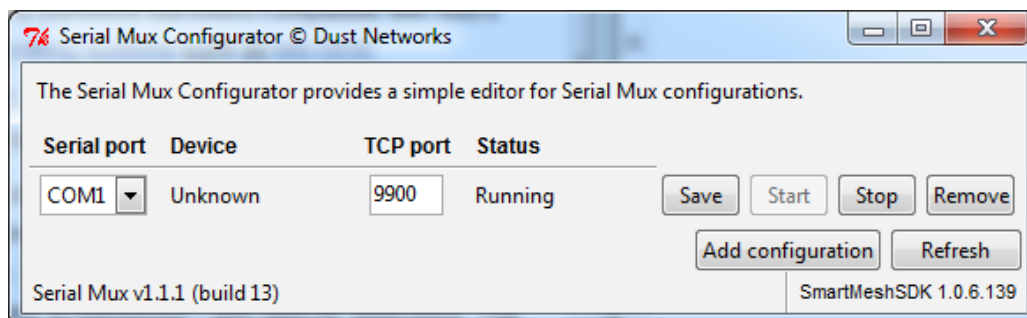 Serial Mux Configurator © Dust Networks
The Serial Mux Configurator provides a simple editor for Serial Mux configurations.
Serial port Device TCP port Status
COM1 Unknown 9900 Running Save Start Stop Remove
Add configuration Refresh
Serial Mux v1.1.1 (build 13) SmartMeshSDK 1.0.6.139